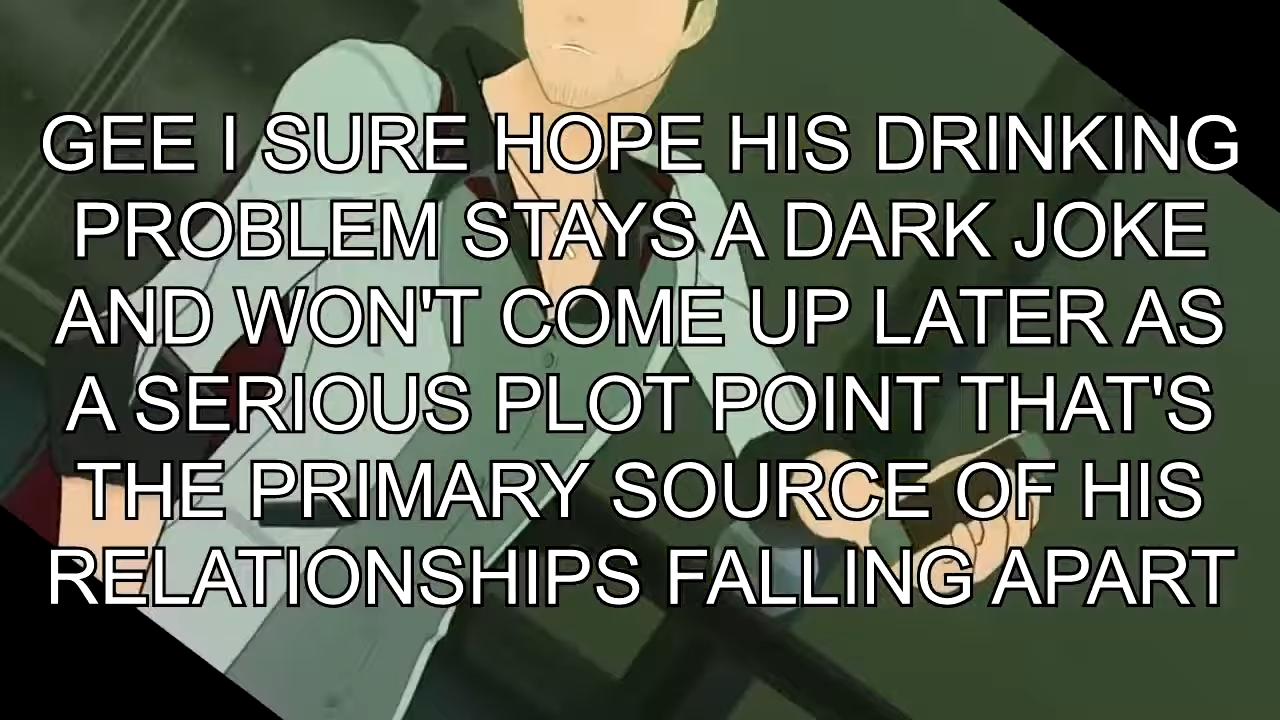 GEE I SURE HOPE HIS DRINKING
PROBLEM STAYS A DARK JOKE
AND WON'T COME UP LATER AS
A SERIOUS PLOT POINT THAT'S
THE PRIMARY SOURCE OF HIS
RELATIONSHIPS FALLING APART